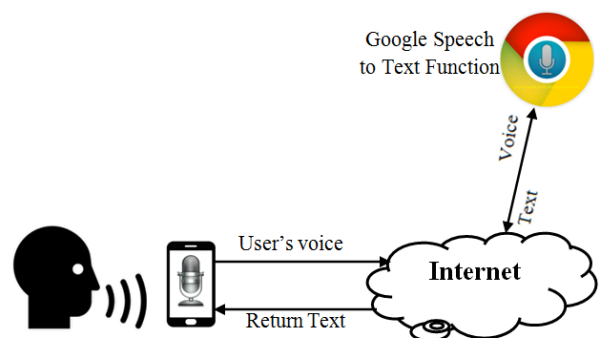 Google Speech
to Text Function
Voice
Text
User's voice
Internet
Return Text